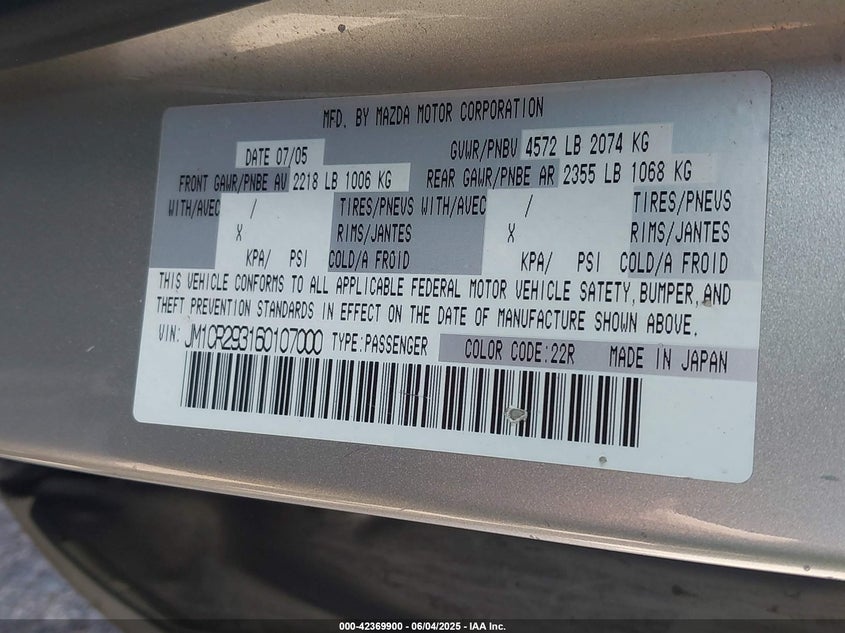 MFD. BY MAZDA MOTOR CORPORATION
DATE 07/05 GVWR/PNBV 4572 LB 2074 KG
FRONT GAWR/PNBE AV 2218 LB 1006 KG REAR GAWR/PNBE AR 2355 LB 1068 KG
WITH/AVEC / TIRES/PNEUS WITH/AVEC / TIRES/PNEUS
X RIMS/JANTES X RIMS/JANTES
KPA/ PSI COLD/A FROID KPA/ PSI COLD/A FROID
THIS VEHICLE CONFORMS TO ALL APPLICABLE FEDERAL MOTOR VEHICLE SAFETY, BUMPER, AND
THEFT PREVENTION STANDARDS IN EFFECT ON THE DATE OF MANUFACTURE SHOWN ABOVE.
VIN: JM1CR293160107000 TYPE:PASSENGER COLOR CODE:22R MADE IN JAPAN
000-42369900 - 06/04/2025 - IAA Inc.